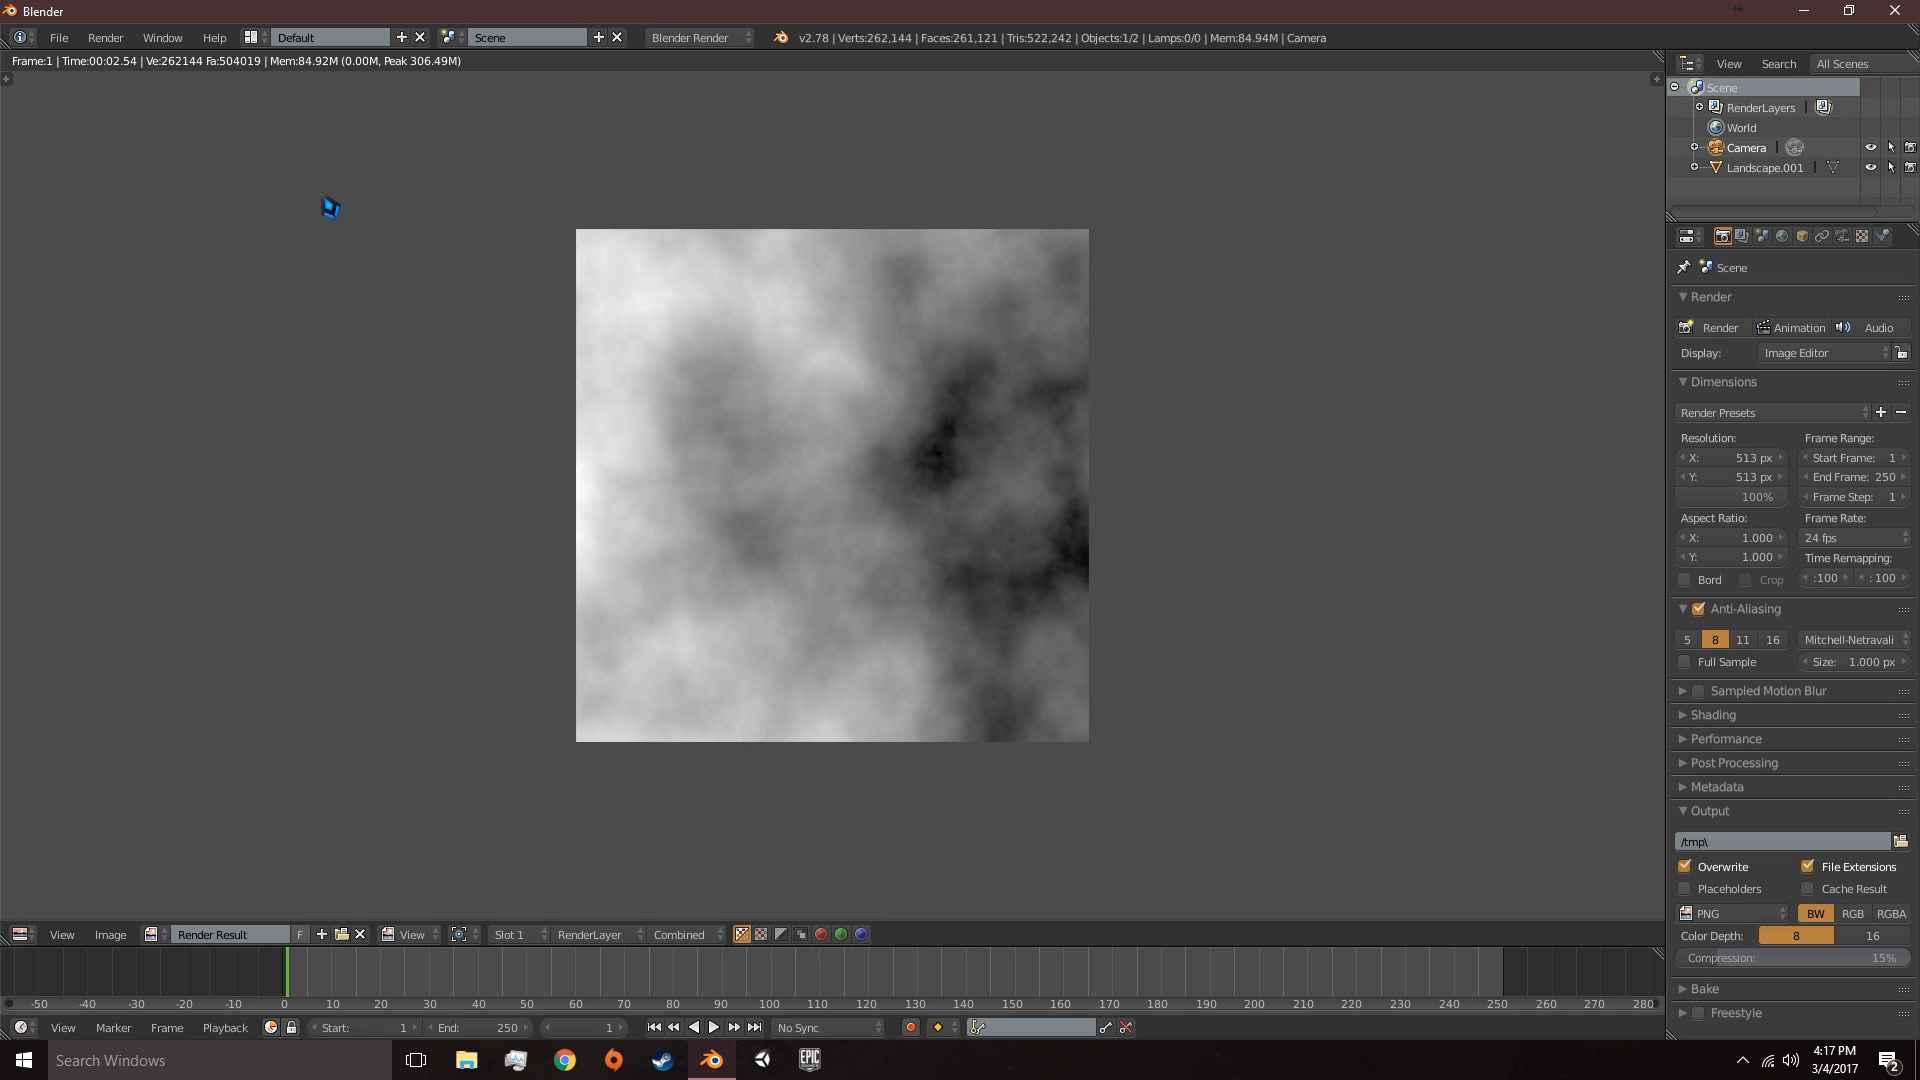 Blender
File Render Window Help Default Scene Blender Render v2.78 | Verts:262,144 | Faces:261,121 | Tris:522,242 | Objects:1/2 | Lamps:0/0 | Mem:84.94M | Camera
Frame:1 | Time:00:02.54 | Ve:262144 Fa:504019 | Mem:84.92M (0.00M, Peak 306.49M)
View Search All Scenes
Scene
RenderLayers
World
Camera
Landscape.001
Scene
Render
Render Animation Audio
Display: Image Editor
Dimensions
Render Presets
Resolution: Frame Range:
X: 513 px Start Frame: 1
Y: 513 px End Frame: 250
100% Frame Step: 1
Aspect Ratio: Frame Rate:
X: 1.000 24 fps
Y: 1.000 Time Remapping:
Bord Crop :100 : 100
Anti-Aliasing
5 8 11 16 Mitchell-Netravali
Full Sample Size: 1.000 px
Sampled Motion Blur
Shading
Performance
Post Processing
Metadata
Output
/tmp\
Overwrite File Extensions
Placeholders Cache Result
PNG BW RGB RGBA
Color Depth: 8 16
Compression: 15%
Bake
Freestyle
View Image Render Result F View Slot 1 RenderLayer Combined
-50 -40 -30 -20 -10 0 10 20 30 40 50 60 70 80 90 100 110 120 130 140 150 160 170 180 190 200 210 220 230 240 250 260 270 280
View Marker Frame Playback Start: 1 End: 250 1 No Sync
Search Windows
EPIC
4:17 PM
3/4/2017
2